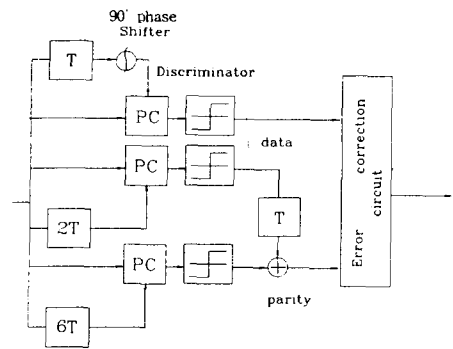 90° phase
Shifter
T
Discriminator
PC
data
PC
T
2T
PC
parity
6T
Error correction
circuit